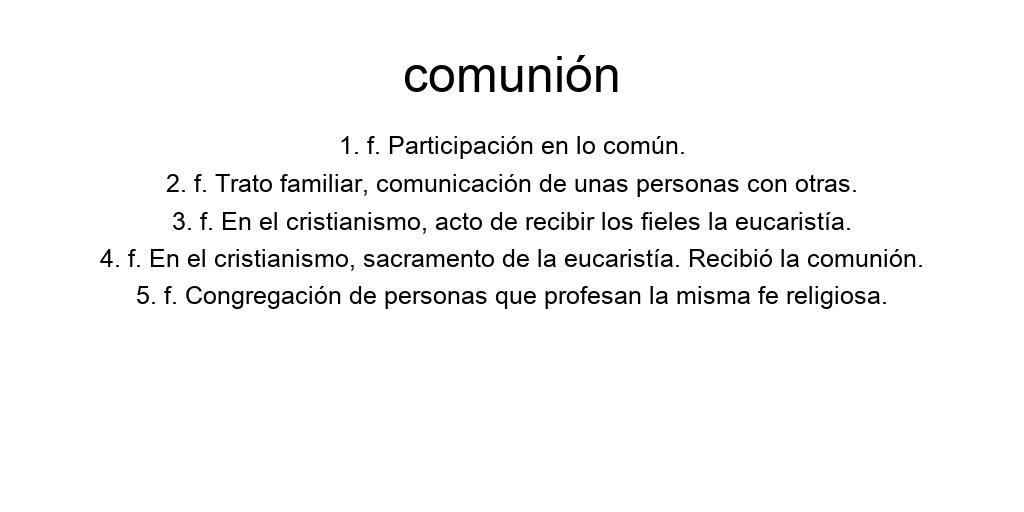 comunión
1. f. Participación en lo común.
2. f. Trato familiar, comunicación de unas personas con otras.
3. f. En el cristianismo, acto de recibir los fieles la eucaristía.
4. f. En el cristianismo, sacramento de la eucaristía. Recibió la comunión.
5. f. Congregación de personas que profesan la misma fe religiosa.